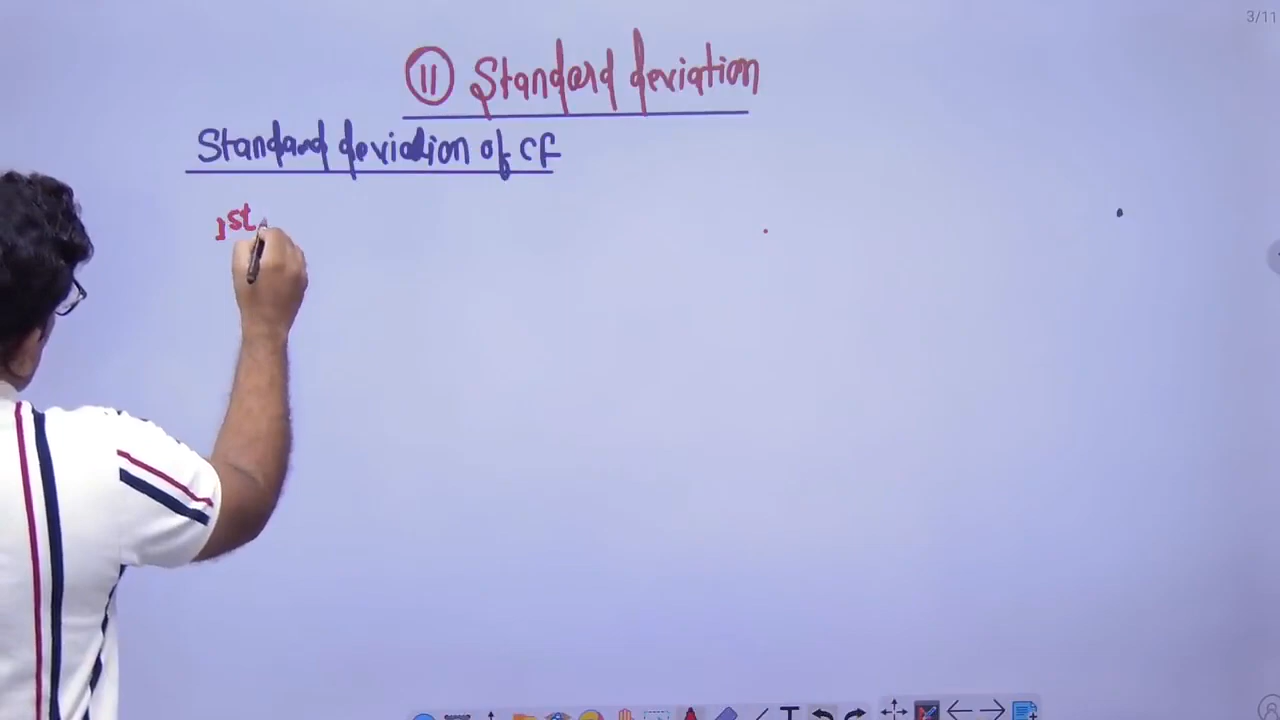 3/11
11 Standard deviation
Standard deviation of CF
1st